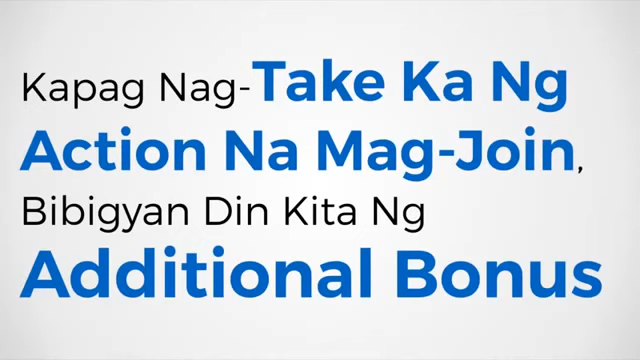 Kapag Nag-Take Ka Ng
Action Na Mag-Join,
Bibigyan Din Kita Ng
Additional Bonus